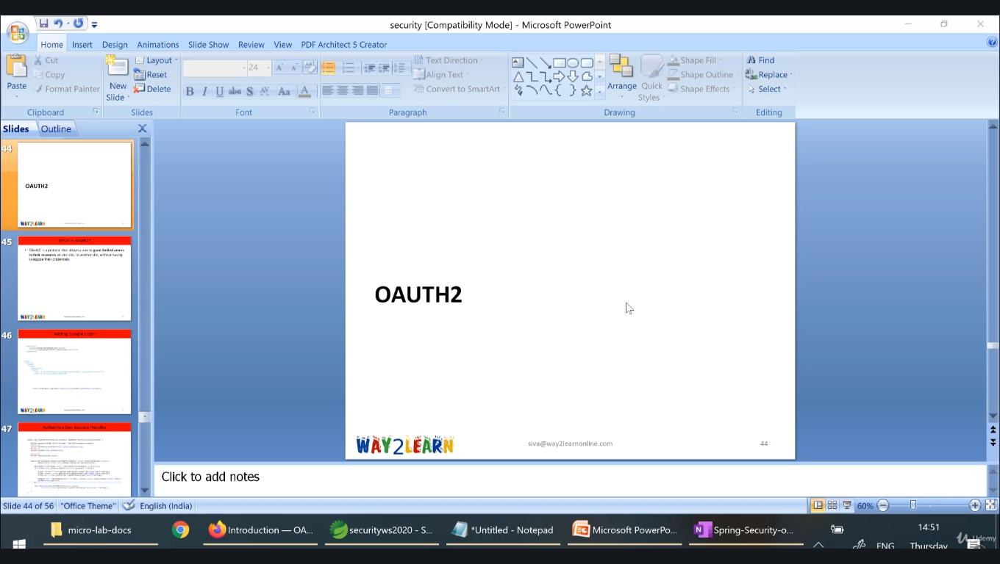 security [Compatibility Mode] - Microsoft PowerPoint
Home Insert Design Animations Slide Show Review View View PDF Architect 5 Creator
Paste
Cut
Copy
Format Painter
Clipboard
New Slide
Layout
Reset
Delete
Slides
24
B I U abc S AV Aa A
Font
Text Direction
Align Text
Convert to SmartArt
Paragraph
Arrange
Quick Styles
Shape Fill
Shape Outline
Shape Effects
Drawing
Find
Replace
Select
Editing
Slides Outline
44
OAUTH2
WAY2LEARN
45
What is oAuth2?
OAuth2 is a protocol that allows a user to grant limited access
to their resources on one site, to another site, without having
to expose their credentials.
WAY2LEARN
46
Adding Google Login
WAY2LEARN
47
Authentication Success Handler
OAUTH2
WAY2LEARN
siva@way2learnonline.com
44
Click to add notes
Slide 44 of 56 "Office Theme" English (India) 60%
micro-lab-docs
Introduction — OA...
securityws2020 - S...
*Untitled - Notepad
Microsoft PowerPo...
Spring-Security-o...
14:51
ENG
Thursday
Udemy